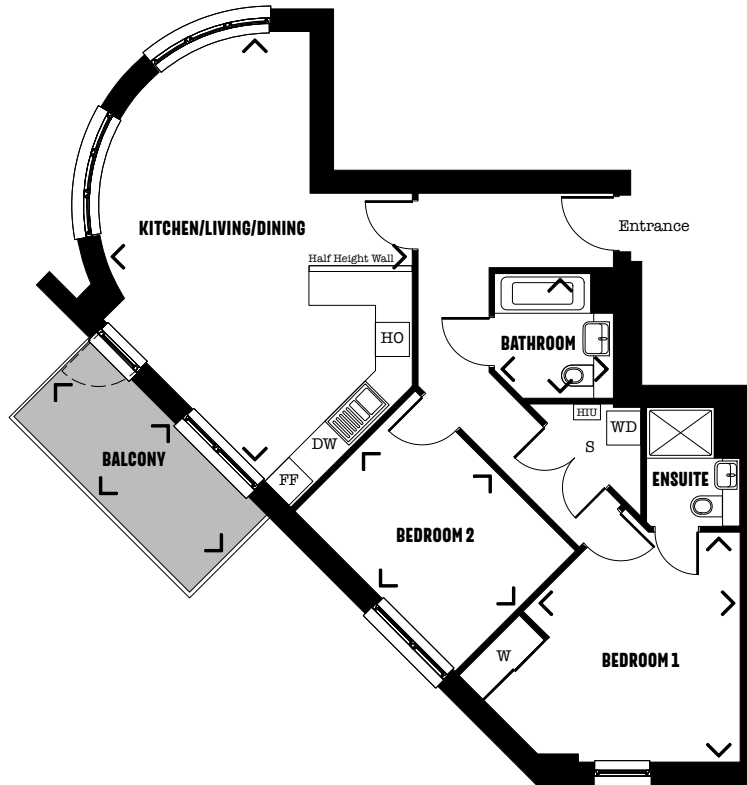 KITCHEN/LIVING/DINING
Entrance
Half Height Wall
HO
BATHROOM
HIU
WD
DW
S
BALCONY
FF
ENSUITE
BEDROOM 2
W
BEDROOM 1